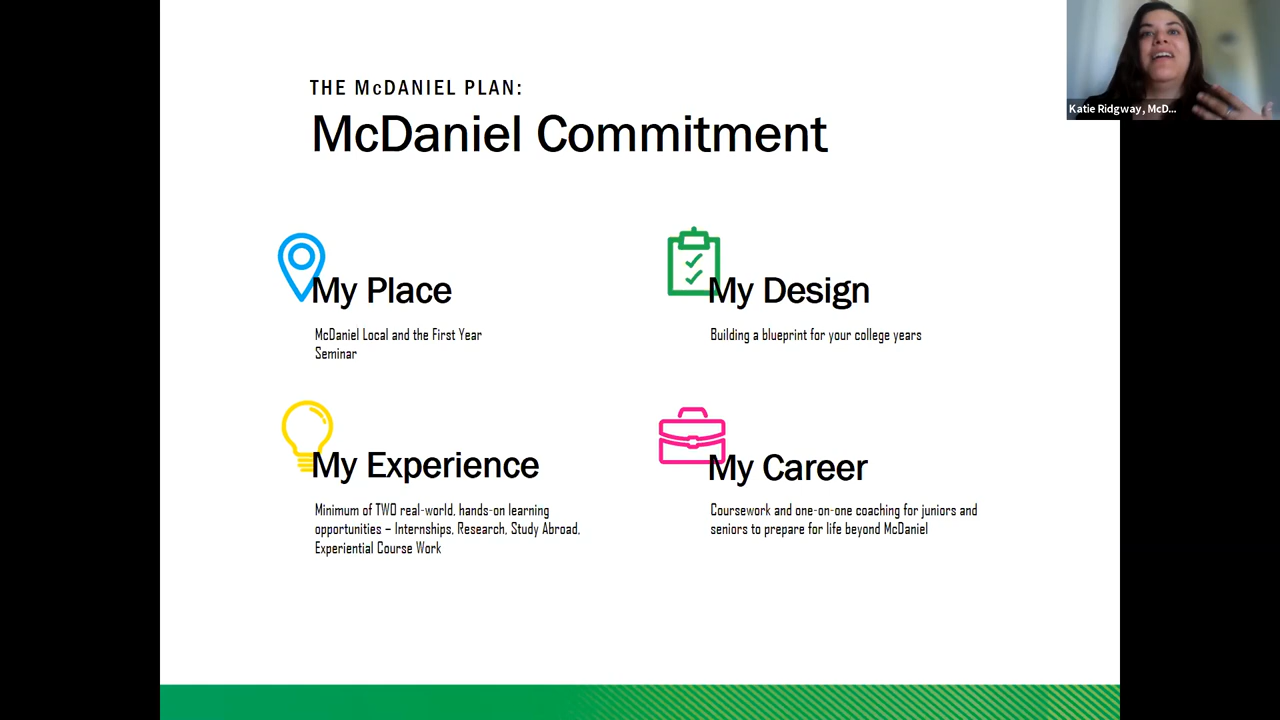 THE McDANIEL PLAN:
McDaniel Commitment
Katie Ridgway, McD...
My Place
McDaniel Local and the First Year
Seminar
My Design
Building a blueprint for your college years
My Experience
Minimum of TWO real-world, hands-on learning
opportunities – Internships, Research, Study Abroad,
Experiential Course Work
My Career
Coursework and one-on-one coaching for juniors and
seniors to prepare for life beyond McDaniel